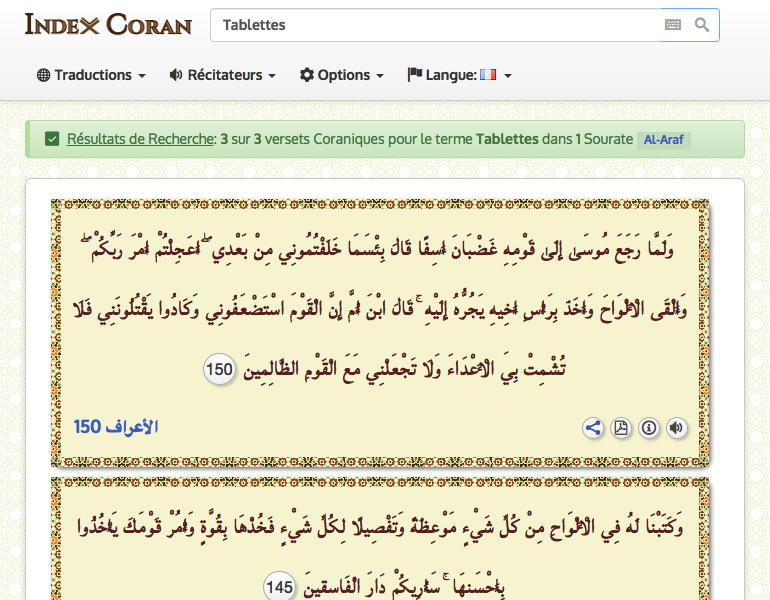 INDEX CORAN
Tablettes
Traductions Récitateurs Options Langue:
Résultats de Recherche: 3 sur 3 versets Coraniques pour le terme Tablettes dans 1 Sourate Al-Araf
وَلَمَّا رَجَعَ مُوسَىٰ إِلَىٰ قَوْمِهِ غَضْبَانَ أَسِفًا قَالَ بِئْسَمَا خَلَفْتُمُونِي مِنْ بَعْدِي ۖ أَعَجِلْتُمْ أَمْرَ رَبِّكُمْ ۖ
وَأَلْقَى الْأَلْوَاحَ وَأَخَذَ بِرَأْسِ أَخِيهِ يَجُرُّهُ إِلَيْهِ ۚ قَالَ ابْنَ أُمَّ إِنَّ الْقَوْمَ اسْتَضْعَفُونِي وَكَادُوا يَقْتُلُونَنِي فَلَا
تُشْمِتْ بِيَ الْأَعْدَاءَ وَلَا تَجْعَلْنِي مَعَ الْقَوْمِ الظَّالِمِينَ 150
الأعراف 150
وَكَتَبْنَا لَهُ فِي الْأَلْوَاحِ مِنْ كُلِّ شَيْءٍ مَوْعِظَةً وَتَفْصِيلًا لِكُلِّ شَيْءٍ فَخُذْهَا بِقُوَّةٍ وَأْمُرْ قَوْمَكَ يَأْخُذُوا
بِأَحْسَنِهَا ۚ سَأُرِيكُمْ دَارَ الْفَاسِقِينَ 145